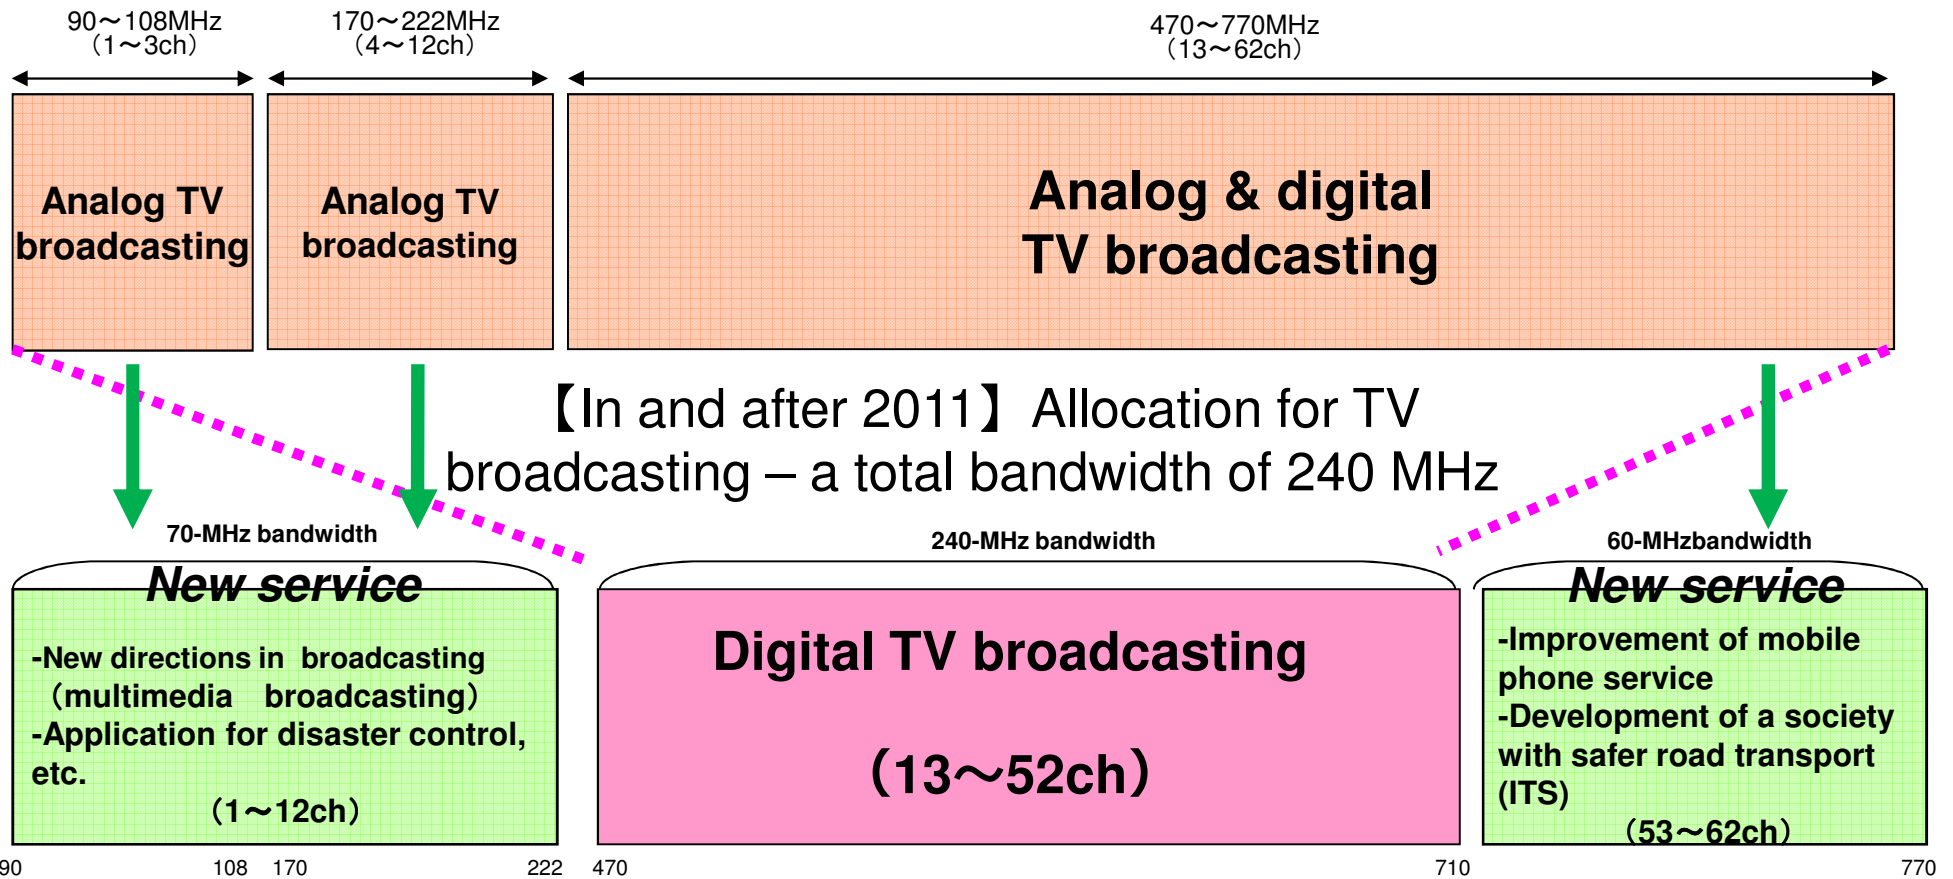 90～108MHz
（1～3ch）
170～222MHz
（4～12ch）
470～770MHz
（13～62ch）
Analog TV
broadcasting
Analog TV
broadcasting
Analog & digital
TV broadcasting
【In and after 2011】 Allocation for TV
broadcasting – a total bandwidth of 240 MHz
70-MHz bandwidth
240-MHz bandwidth
60-MHzbandwidth
New service
-New directions in broadcasting
（multimedia broadcasting）
-Application for disaster control,
etc.
（1～12ch）
Digital TV broadcasting
（13～52ch）
New service
-Improvement of mobile
phone service
-Development of a society
with safer road transport
(ITS)
（53～62ch）
90
108
170
222
470
710
770